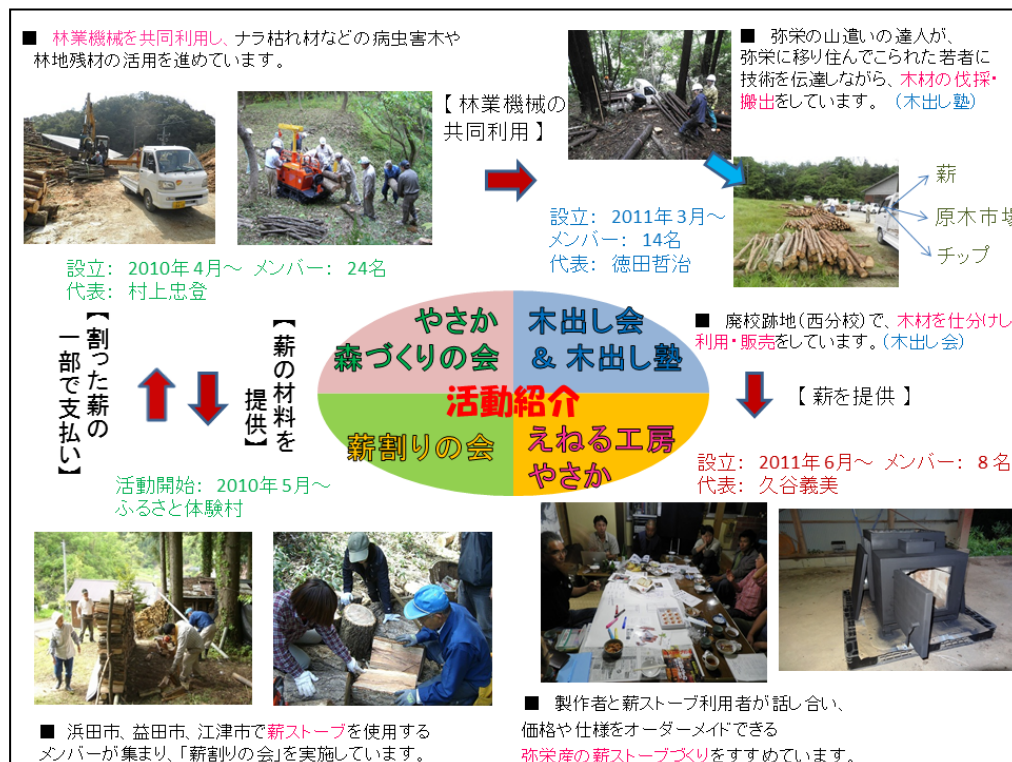 ■ 林業機械を共同利用し、ナラ枯れ材などの病虫害木や
林地残材の活用を進めています。
【 林業機械の
共同利用 】
■ 弥栄の山遣いの達人が、
弥栄に移り住んでこられた若者に
技術を伝達しながら、木材の伐採・
搬出をしています。 （木出し塾）
薪
原木市場
チップ
設立： 2010年4月～ メンバー： 24名
代表： 村上忠登
設立： 2011年3月～
メンバー： 14名
代表： 徳田哲治
■ 廃校跡地（西分校）で、木材を仕分けし
利用・販売をしています。（木出し会）
【割った薪の
一部で支払い】
【薪の材料を
提供】
やさか
森づくりの会
木出し会
& 木出し塾
活動紹介
薪割りの会
えねる工房
やさか
【 薪を提供 】
活動開始： 2010年5月～
ふるさと体験村
設立： 2011年6月～ メンバー： 8名
代表： 久谷義美
■ 浜田市、益田市、江津市で薪ストーブを使用する
メンバーが集まり、「薪割りの会」を実施しています。
■ 製作者と薪ストーブ利用者が話し合い、
価格や仕様をオーダーメイドできる
弥栄産の薪ストーブづくりをすすめています。